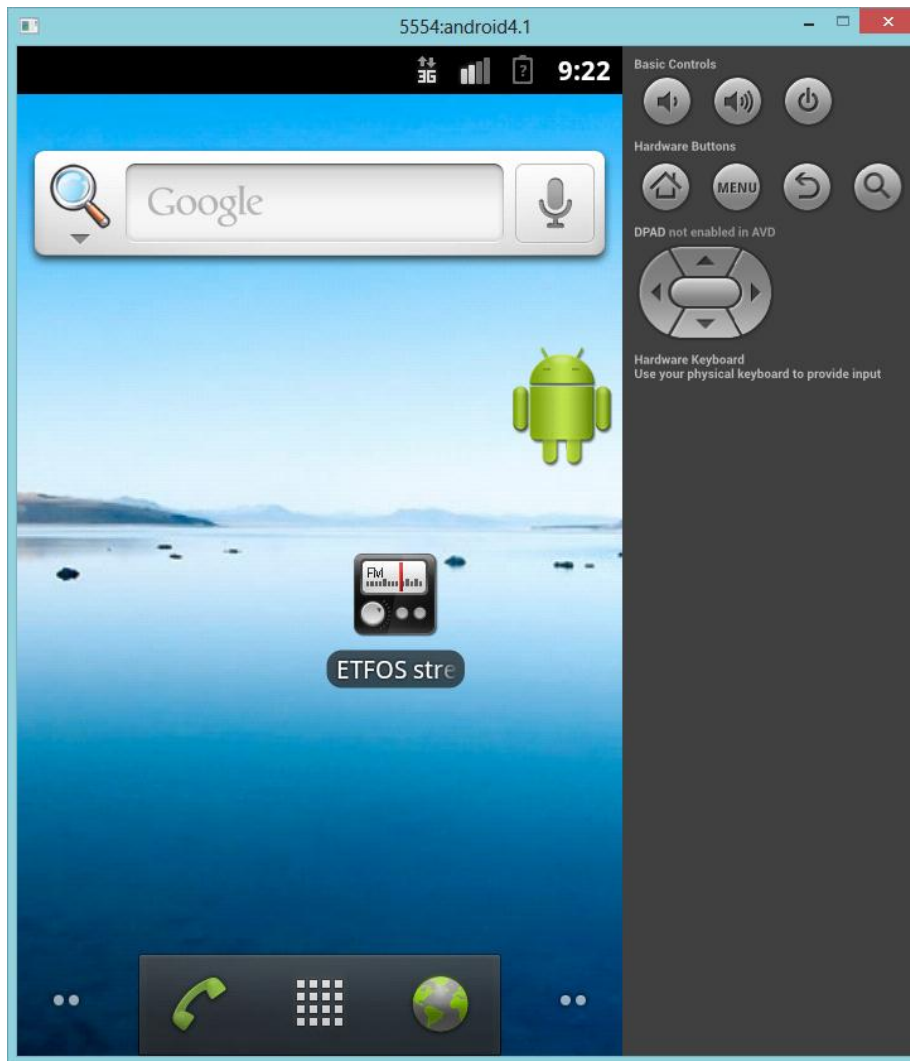 5554:android4.1
3G
9:22
Google
FM
ETFOS stre
Basic Controls
Hardware Buttons
MENU
DPAD not enabled in AVD
Hardware Keyboard
Use your physical keyboard to provide input